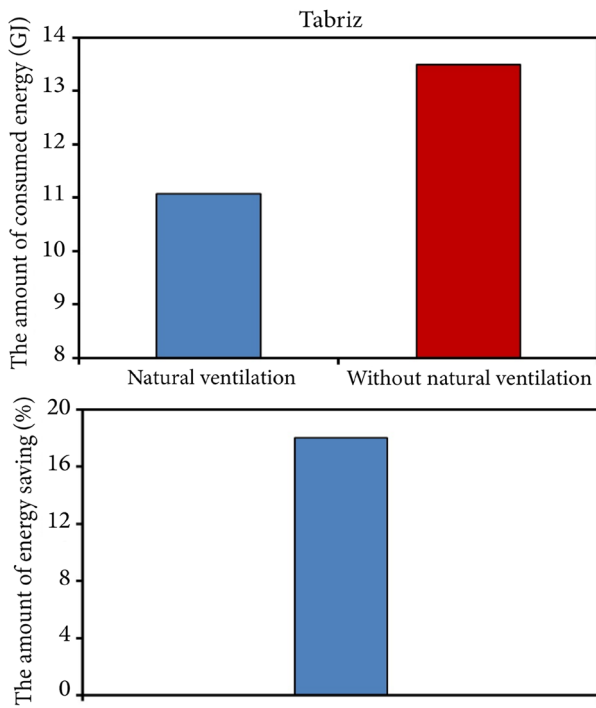 Tabriz
The amount of consumed energy (GJ)
14
13
12
11
10
9
8
Natural ventilation
Without natural ventilation
The amount of energy saving (%)
20
16
12
8
4
0